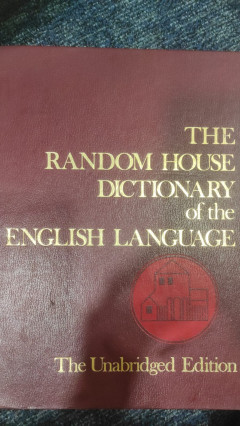 THE
RANDOM HOUSE
DICTIONARY
of the
ENGLISH LANGUAGE
The Unabridged Edition